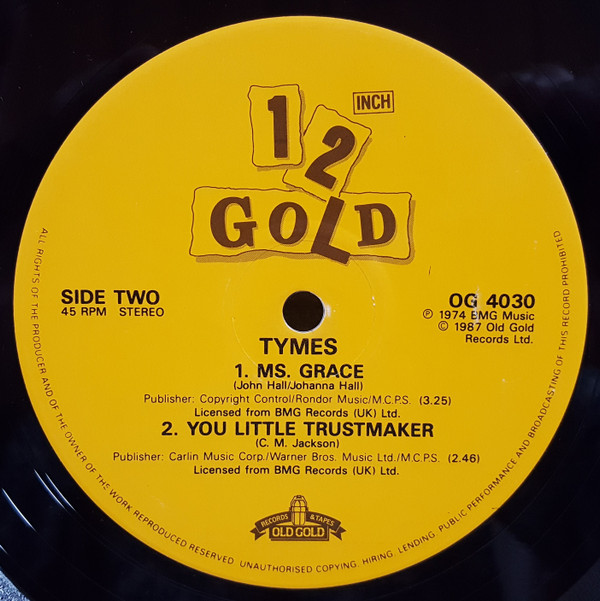 12
INCH
GOLD
SIDE TWO
45 RPM STEREO
OG 4030
℗ 1974 BMG Music
© 1987 Old Gold
Records Ltd.
TYMES
1. MS. GRACE
(John Hall/Johanna Hall)
Publisher: Copyright Control/Rondor Music/M.C.P.S. (3.25)
Licensed from BMG Records (UK) Ltd.
2. YOU LITTLE TRUSTMAKER
(C. M. Jackson)
Publisher: Carlin Music Corp./Warner Bros. Music Ltd./M.C.P.S. (2.46)
Licensed from BMG Records (UK) Ltd.
RECORDS & TAPES
OLD GOLD
ALL RIGHTS OF THE PRODUCER AND OF THE OWNER OF THE WORK REPRODUCED RESERVED. UNAUTHORISED COPYING, HIRING, LENDING, PUBLIC PERFORMANCE AND BROADCASTING OF THIS RECORD PROHIBITED